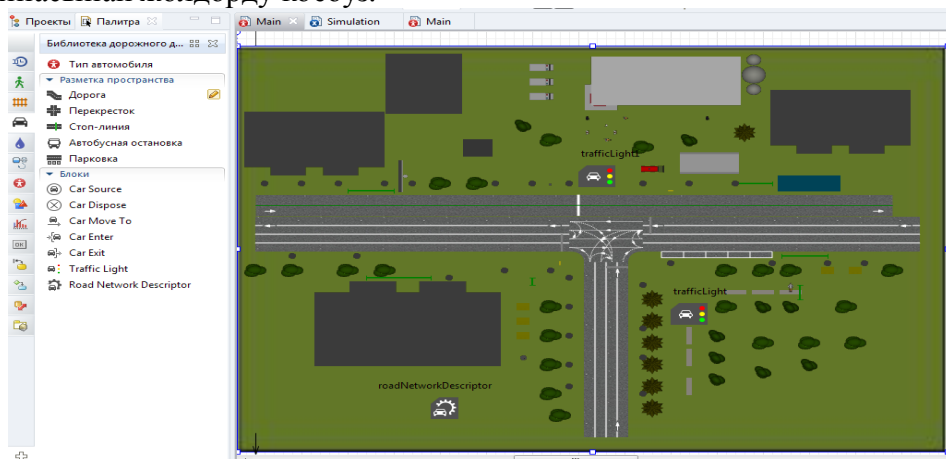 жолдорду кобуз.
Проекты Палитра
Main Simulation Main
Библиотека дорожного д...
Тип автомобиля
Разметка пространства
Дорога
Перекресток
Стоп-линия
Автобусная остановка
Парковка
Блоки
Car Source
Car Dispose
Car Move To
Car Enter
Car Exit
Traffic Light
Road Network Descriptor
trafficLight1
trafficLight
roadNetworkDescriptor